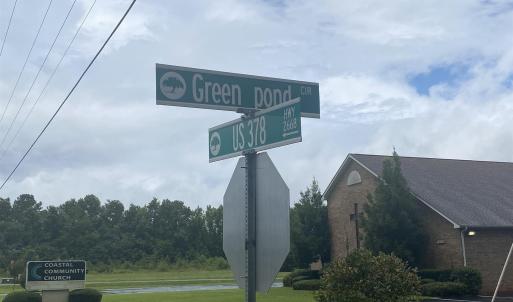 Green pond CIR
US 378 HWY
2668
COASTAL
COMMUNITY
CHURCH